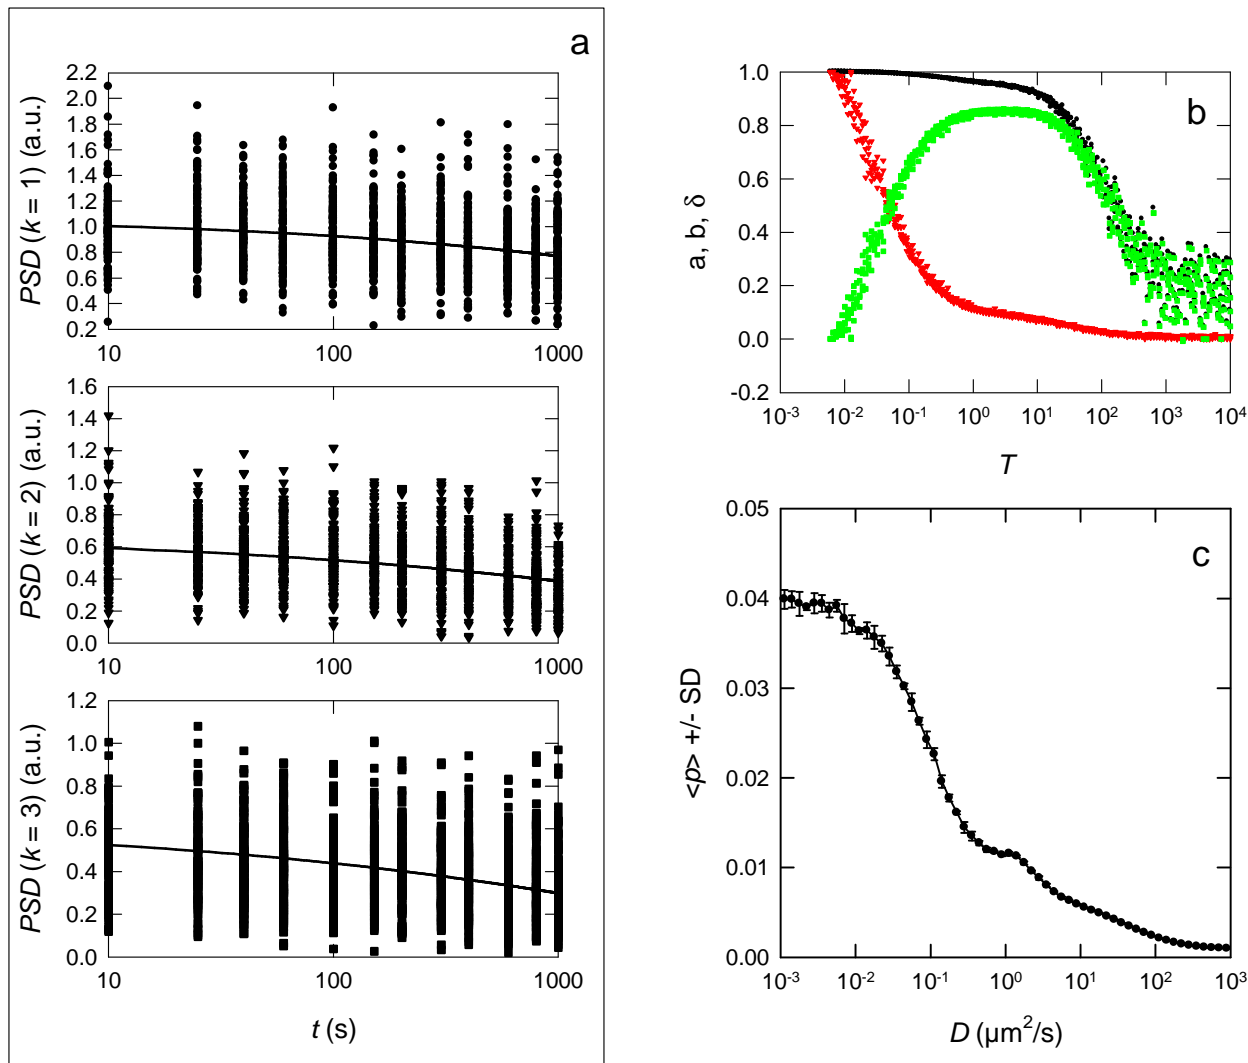 a
PSD (k = 1) (a.u.)
2.2
2.0
1.8
1.6
1.4
1.2
1.0
0.8
0.6
0.4
0.2
10 100 1000
PSD (k = 2) (a.u.)
1.6
1.4
1.2
1.0
0.8
0.6
0.4
0.2
0.0
10 100 1000
PSD (k = 3) (a.u.)
1.2
1.0
0.8
0.6
0.4
0.2
0.0
10 100 1000
t (s)
b
a, b, δ
1.0
0.8
0.6
0.4
0.2
0.0
-0.2
10⁻³ 10⁻² 10⁻¹ 10⁰ 10¹ 10² 10³ 10⁴
T
c
<p> +/- SD
0.05
0.04
0.03
0.02
0.01
0.00
10⁻³ 10⁻² 10⁻¹ 10⁰ 10¹ 10² 10³
D (µm²/s)